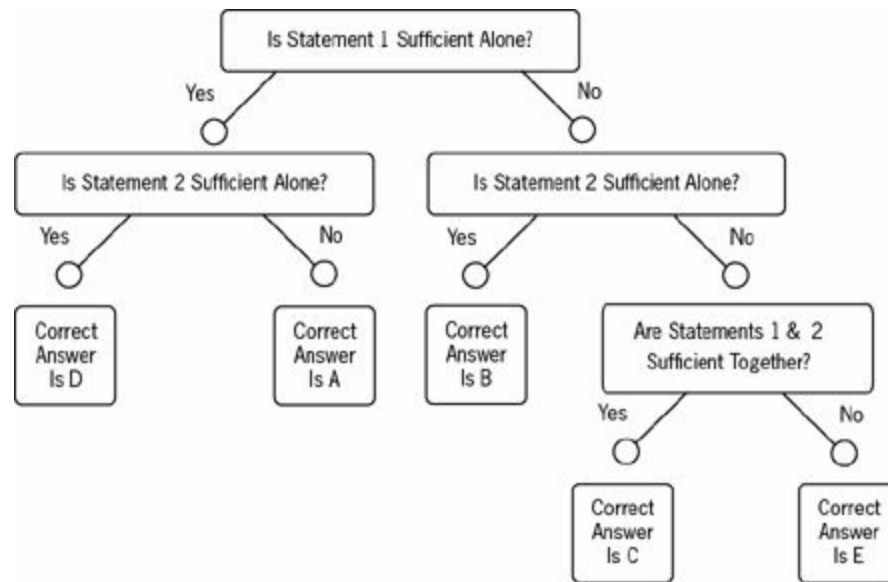 Is Statement 1 Sufficient Alone?
Yes
No
Is Statement 2 Sufficient Alone?
Is Statement 2 Sufficient Alone?
Yes
No
Yes
No
Correct
Answer
Is D
Correct
Answer
Is A
Correct
Answer
Is B
Are Statements 1 & 2
Sufficient Together?
Yes
No
Correct
Answer
Is C
Correct
Answer
Is E